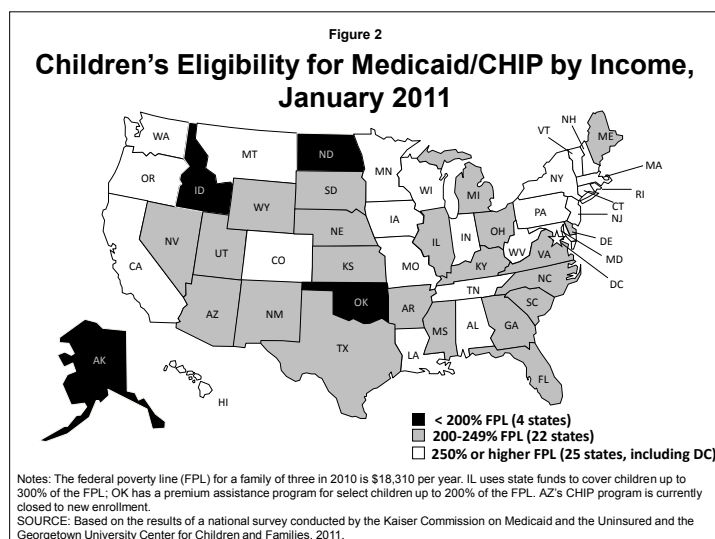 Figure 2
Children's Eligibility for Medicaid/CHIP by Income,
January 2011
WA
OR
CA
NV
ID
MT
WY
UT
AZ
CO
NM
ND
SD
NE
KS
OK
TX
MN
IA
MO
AR
LA
WI
IL
MI
IN
OH
KY
TN
MS
AL
GA
FL
SC
NC
VA
WV
PA
NY
VT
NH
ME
MA
RI
CT
NJ
DE
MD
DC
AK
HI
< 200% FPL (4 states)
200-249% FPL (22 states)
250% or higher FPL (25 states, including DC)
Notes: The federal poverty line (FPL) for a family of three in 2010 is $18,310 per year. IL uses state funds to cover children up to
300% of the FPL; OK has a premium assistance program for select children up to 200% of the FPL. AZ's CHIP program is currently
closed to new enrollment.
SOURCE: Based on the results of a national survey conducted by the Kaiser Commission on Medicaid and the Uninsured and the
Georgetown University Center for Children and Families, 2011.